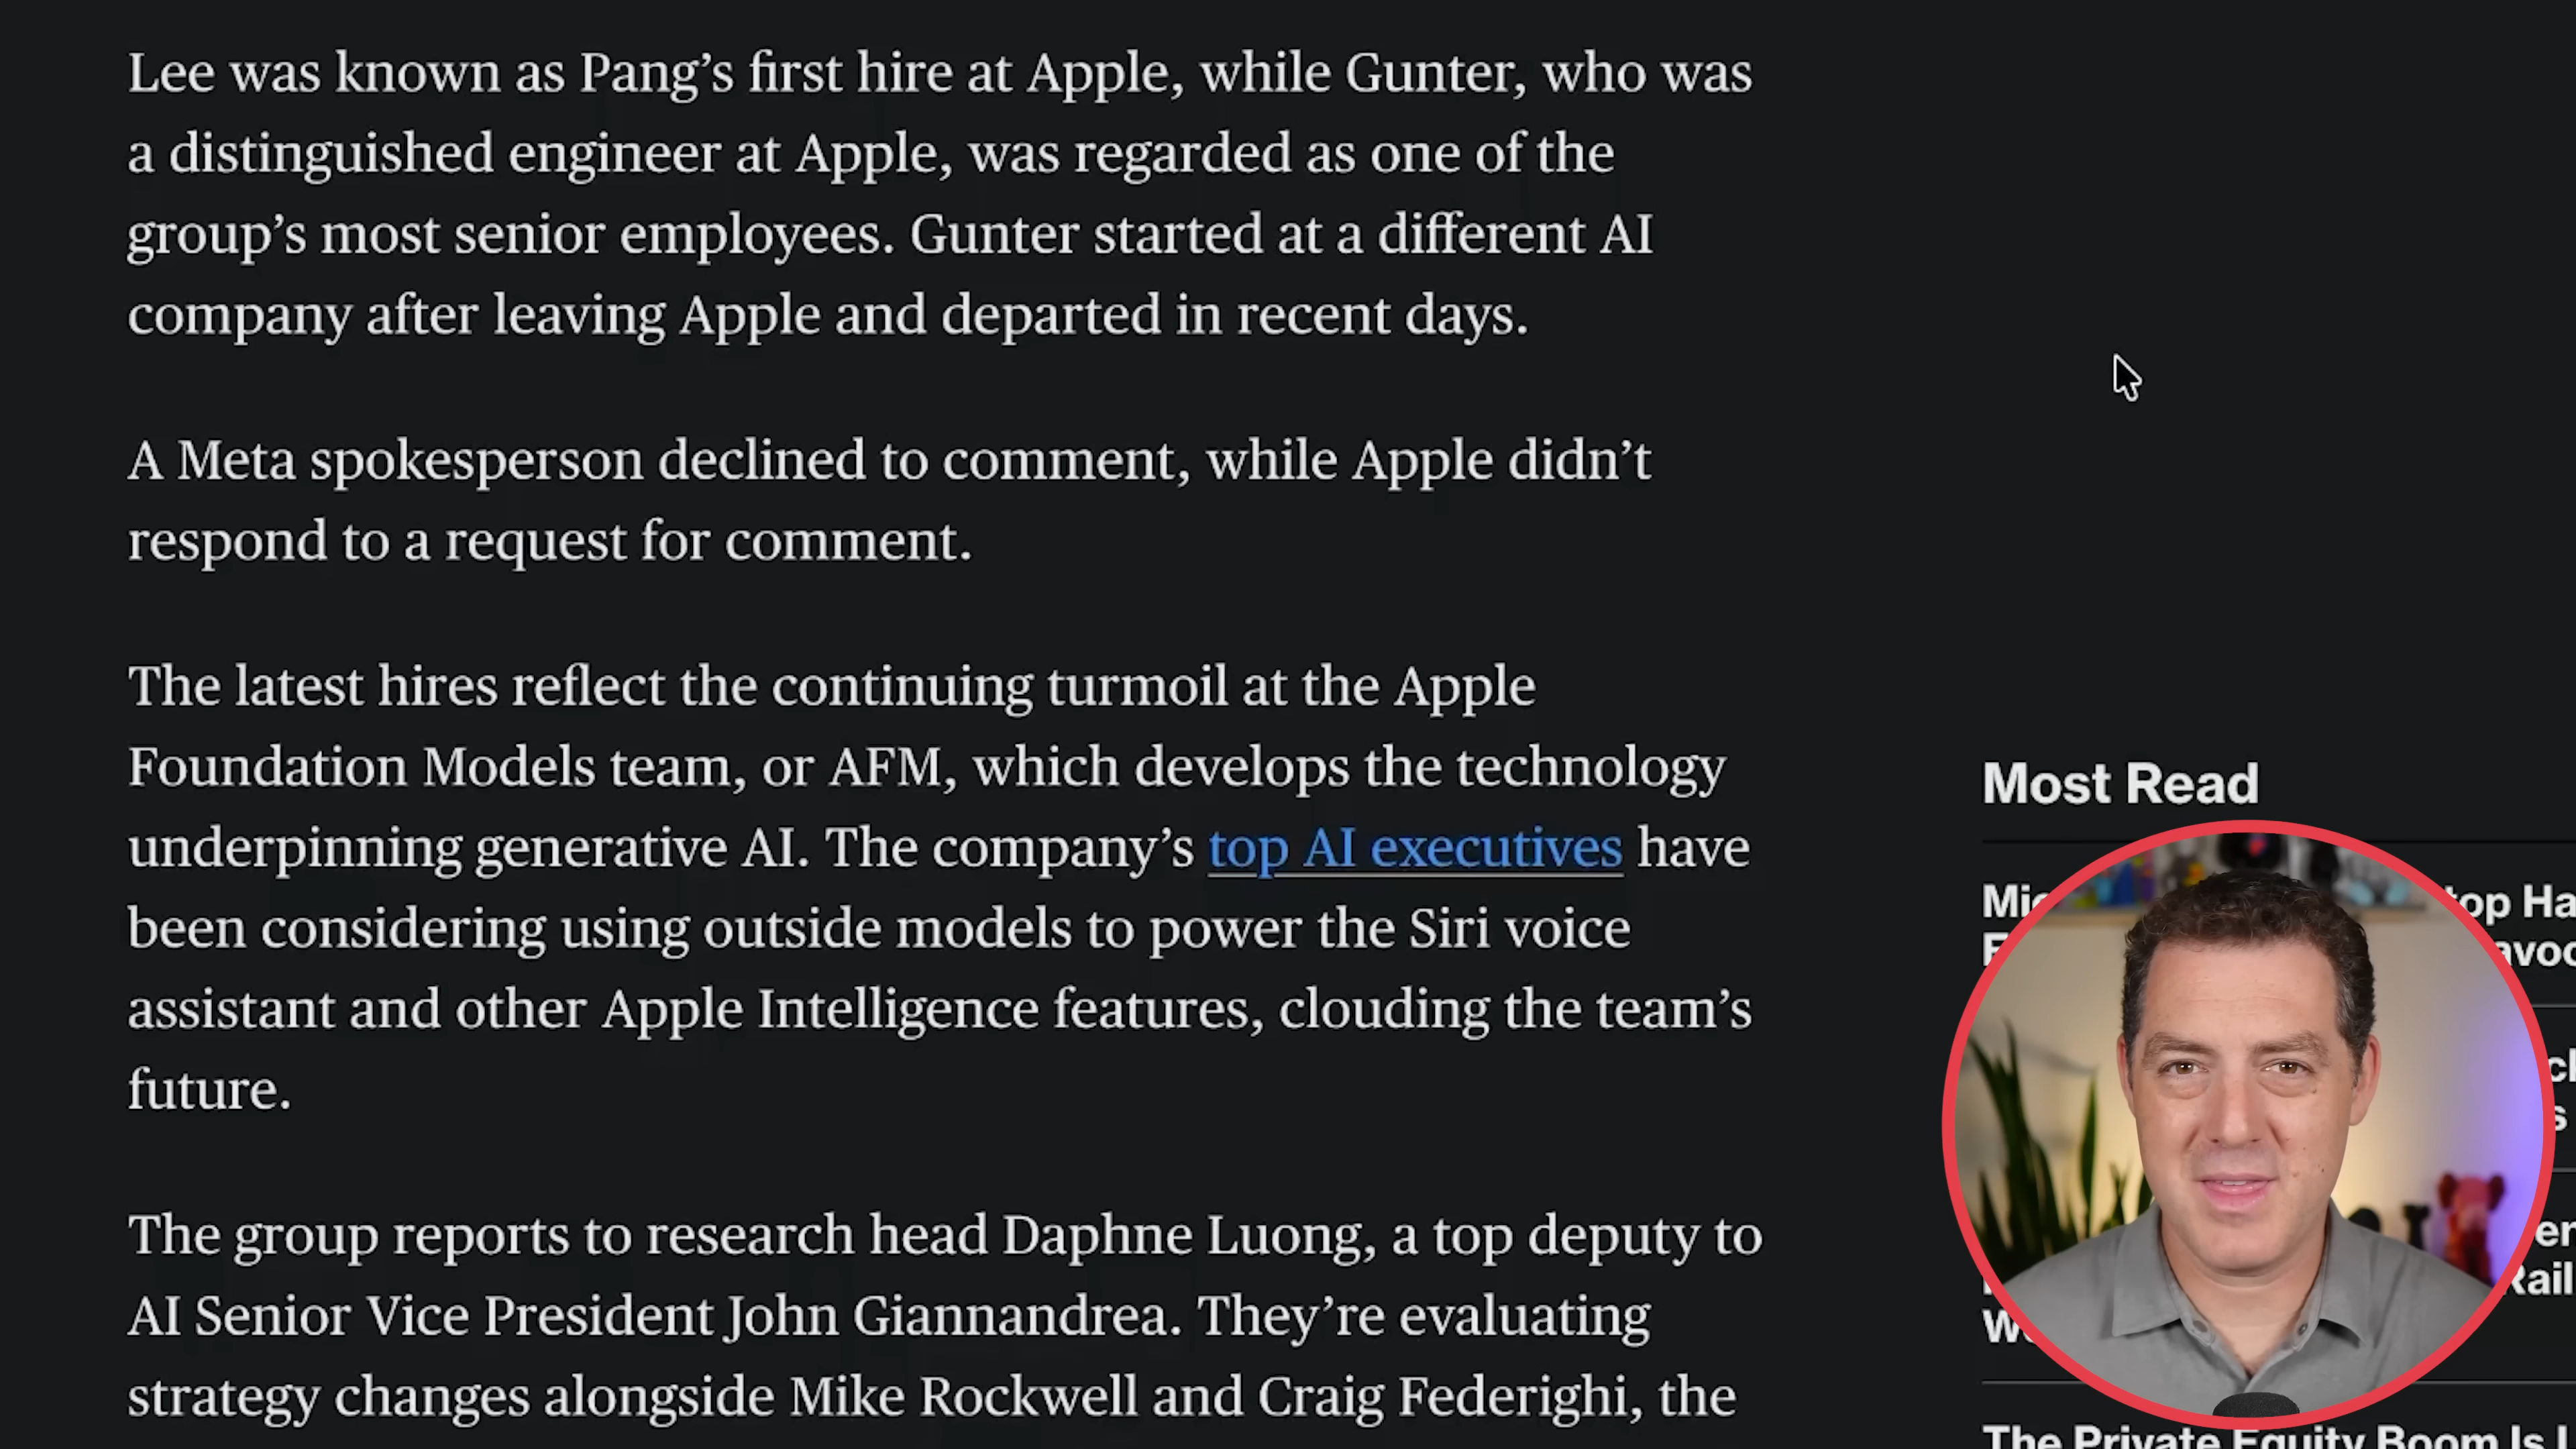 Lee was known as Pang’s first hire at Apple, while Gunter, who was
a distinguished engineer at Apple, was regarded as one of the
group’s most senior employees. Gunter started at a different AI
company after leaving Apple and departed in recent days.
A Meta spokesperson declined to comment, while Apple didn’t
respond to a request for comment.
The latest hires reflect the continuing turmoil at the Apple
Foundation Models team, or AFM, which develops the technology
underpinning generative AI. The company’s top AI executives have
been considering using outside models to power the Siri voice
assistant and other Apple Intelligence features, clouding the team’s
future.
The group reports to research head Daphne Luong, a top deputy to
AI Senior Vice President John Giannandrea. They’re evaluating
strategy changes alongside Mike Rockwell and Craig Federighi, the
Most Read
The Private Equity Boom Is